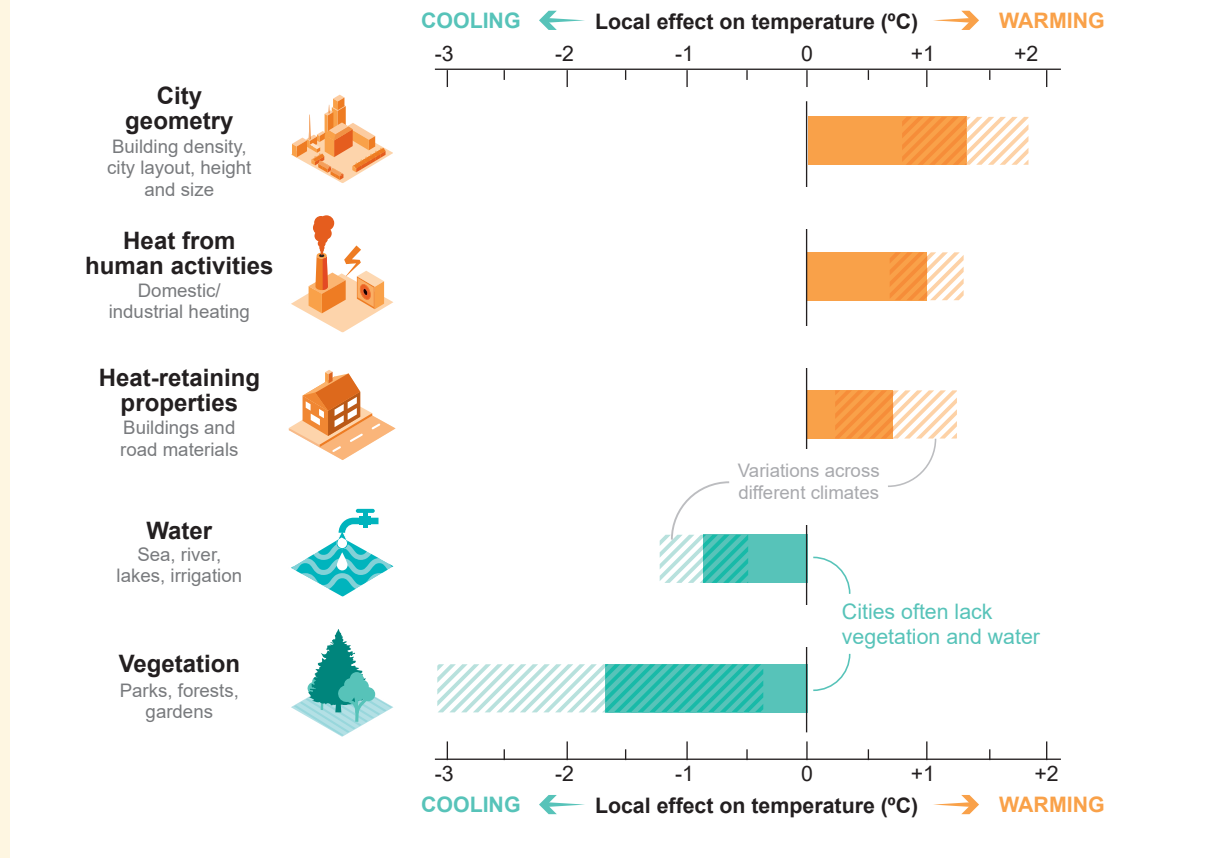 COOLING Local effect on temperature (ºC) WARMING
-3 -2 -1 0 +1 +2
City
geometry
Building density,
city layout, height
and size
Heat from
human activities
Domestic/
industrial heating
Heat-retaining
properties
Buildings and
road materials
Variations across
different climates
Water
Sea, river,
lakes, irrigation
Cities often lack
vegetation and water
Vegetation
Parks, forests,
gardens
-3 -2 -1 0 +1 +2
COOLING Local effect on temperature (ºC) WARMING